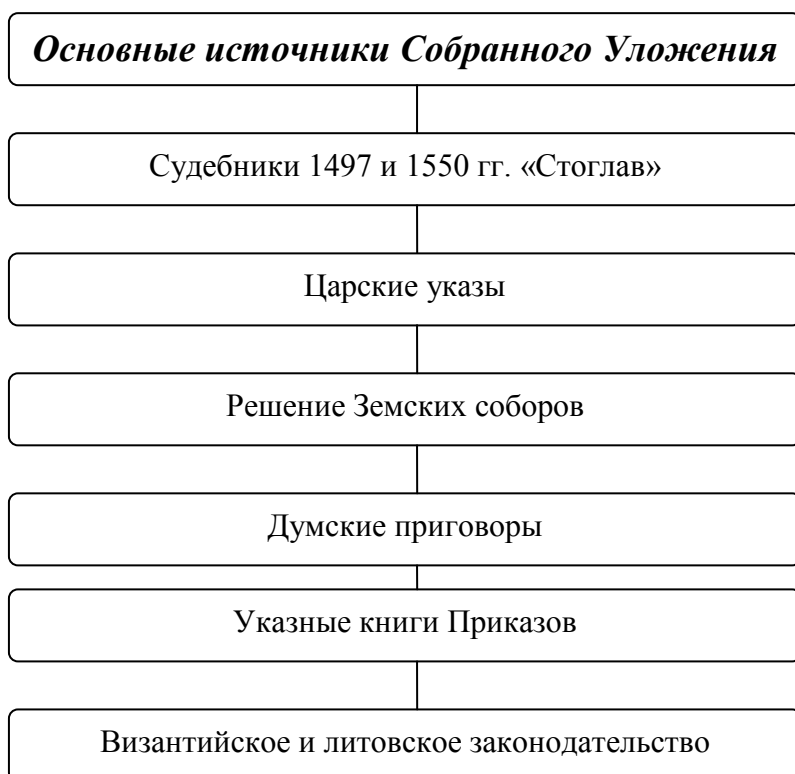 Основные источники Собранного Уложения
Судебники 1497 и 1550 гг. «Стоглав»
Царские указы
Решение Земских соборов
Думские приговоры
Указные книги Приказов
Византийское и литовское законодательство